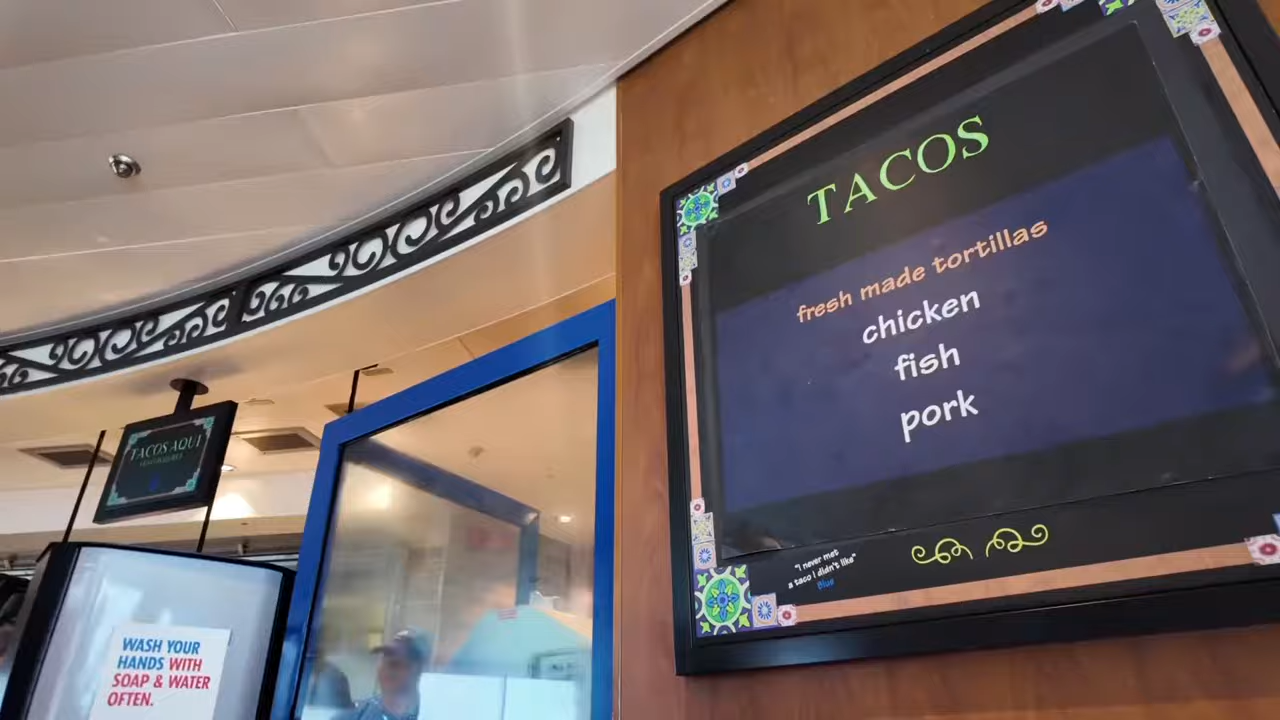 TACOS
fresh made tortillas
chicken
fish
pork
"I never met
a taco I didn't like"
Blue
TACOS AQUI
WASH YOUR
HANDS WITH
SOAP & WATER
OFTEN.